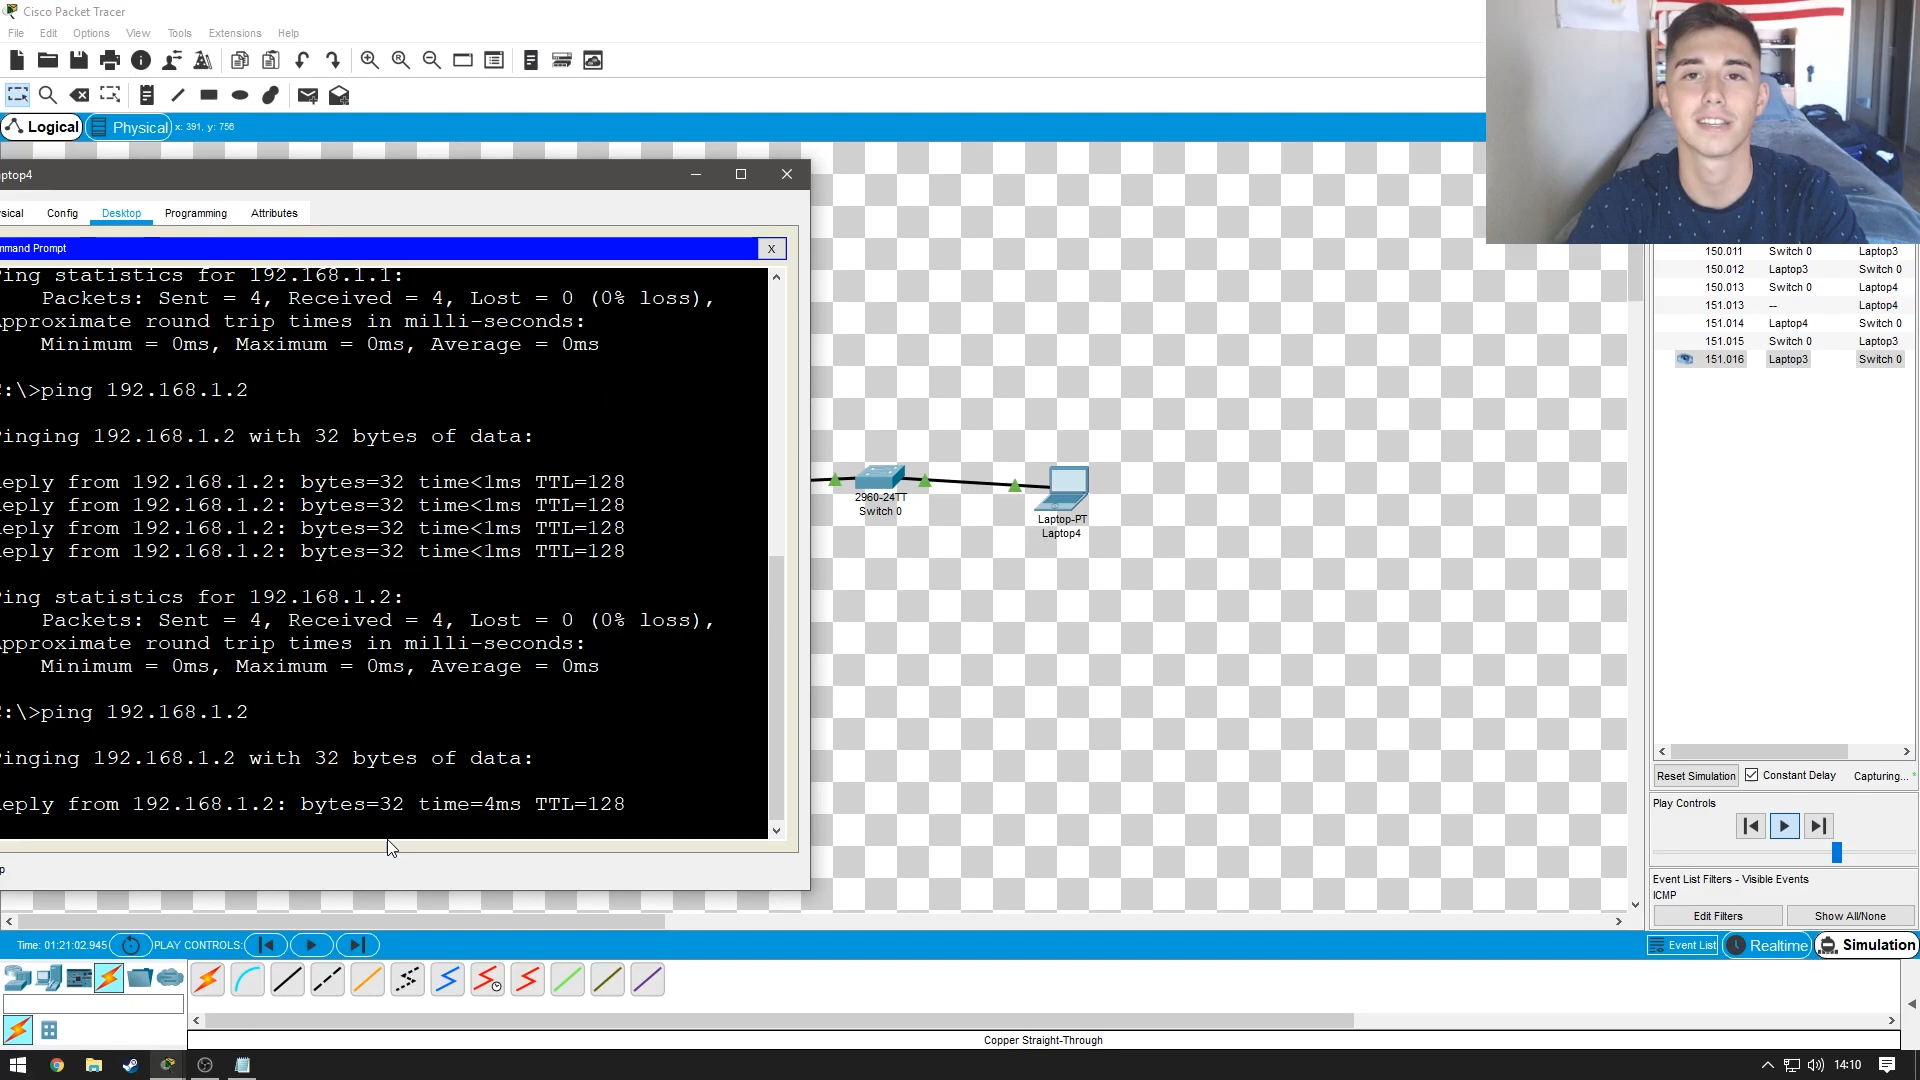 Cisco Packet Tracer
File Edit Options View Tools Extensions Help
Logical Physical x: 391, y: 756
ptop4
sical Config Desktop Programming Attributes
mmand Prompt X
ing statistics for 192.168.1.1:
Packets: Sent = 4, Received = 4, Lost = 0 (0% loss),
pproximate round trip times in milli-seconds:
Minimum = 0ms, Maximum = 0ms, Average = 0ms
:\>ping 192.168.1.2
inging 192.168.1.2 with 32 bytes of data:
eply from 192.168.1.2: bytes=32 time<1ms TTL=128
eply from 192.168.1.2: bytes=32 time<1ms TTL=128
eply from 192.168.1.2: bytes=32 time<1ms TTL=128
eply from 192.168.1.2: bytes=32 time<1ms TTL=128
ing statistics for 192.168.1.2:
Packets: Sent = 4, Received = 4, Lost = 0 (0% loss),
pproximate round trip times in milli-seconds:
Minimum = 0ms, Maximum = 0ms, Average = 0ms
:\>ping 192.168.1.2
inging 192.168.1.2 with 32 bytes of data:
eply from 192.168.1.2: bytes=32 time=4ms TTL=128
p
2960-24TT
Switch 0
Laptop-PT
Laptop4
150.011 Switch 0 Laptop3
150.012 Laptop3 Switch 0
150.013 Switch 0 Laptop4
151.013 -- Laptop4
151.014 Laptop4 Switch 0
151.015 Switch 0 Laptop3
151.016 Laptop3 Switch 0
Reset Simulation Constant Delay Capturing...
Play Controls
Event List Filters - Visible Events
ICMP
Edit Filters Show All/None
Time: 01:21:02.945 PLAY CONTROLS: Event List Realtime Simulation
Copper Straight-Through
14:10